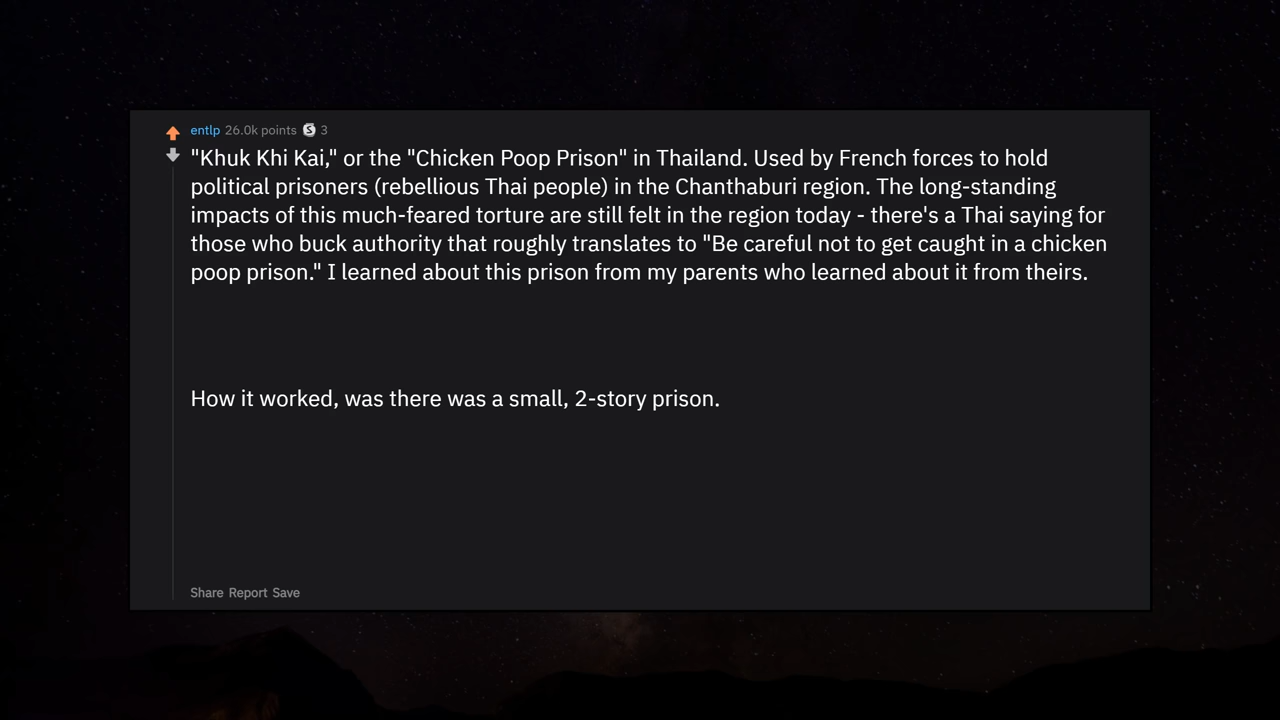 entlp 26.0k points S 3
"Khuk Khi Kai," or the "Chicken Poop Prison" in Thailand. Used by French forces to hold
political prisoners (rebellious Thai people) in the Chanthaburi region. The long-standing
impacts of this much-feared torture are still felt in the region today - there's a Thai saying for
those who buck authority that roughly translates to "Be careful not to get caught in a chicken
poop prison." I learned about this prison from my parents who learned about it from theirs.
How it worked, was there was a small, 2-story prison.
Share Report Save